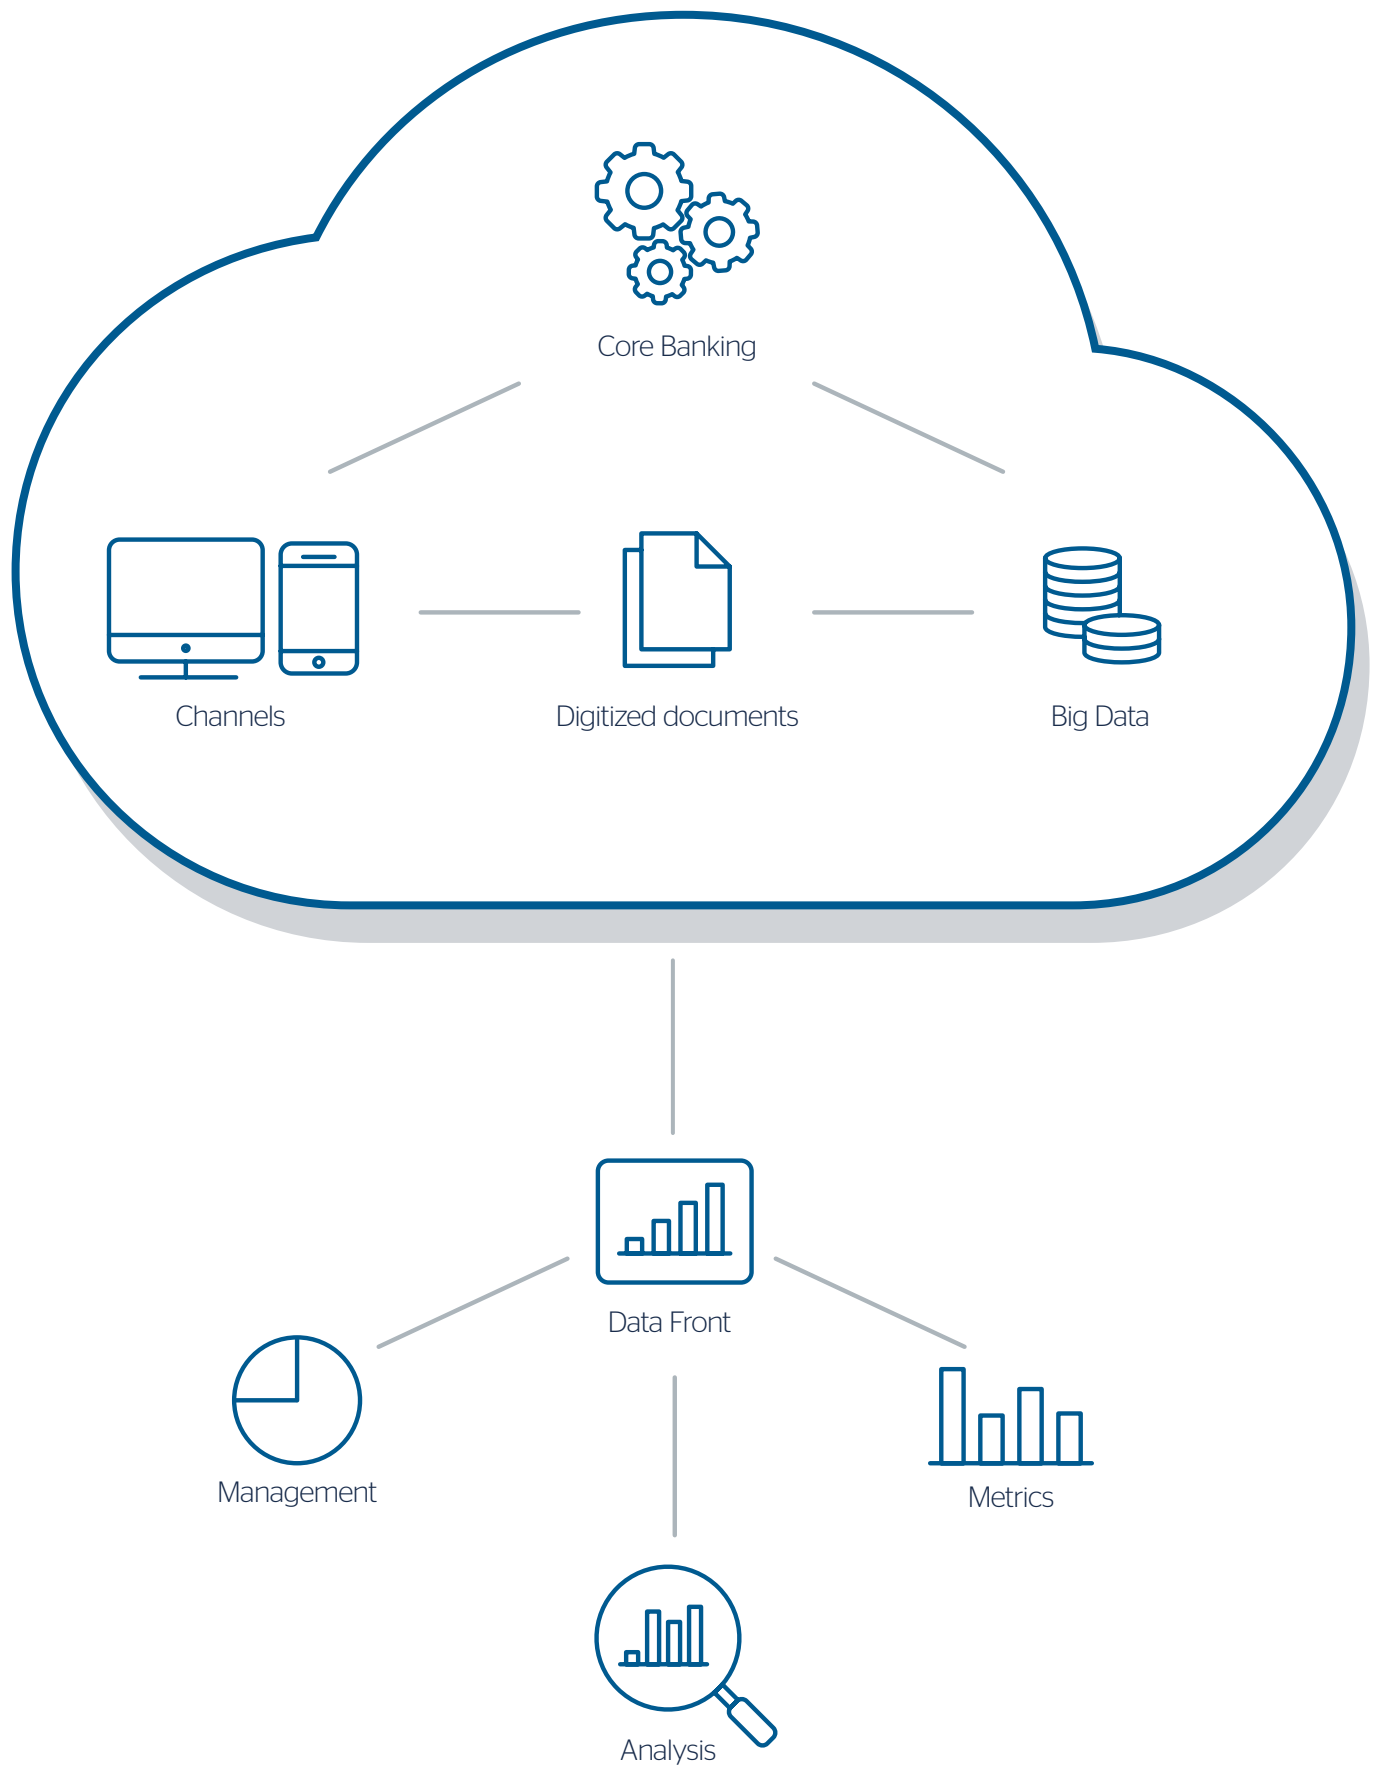 Core Banking
Channels
Digitized documents
Big Data
Data Front
Management
Metrics
Analysis